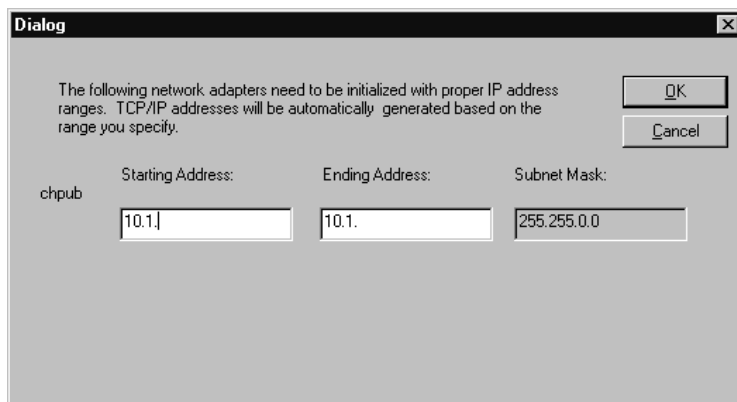 Dialog
The following network adapters need to be initialized with proper IP address
ranges. TCP/IP addresses will be automatically generated based on the
range you specify.
OK
Cancel
Starting Address: Ending Address: Subnet Mask:
chpub
10.1. 10.1. 255.255.0.0